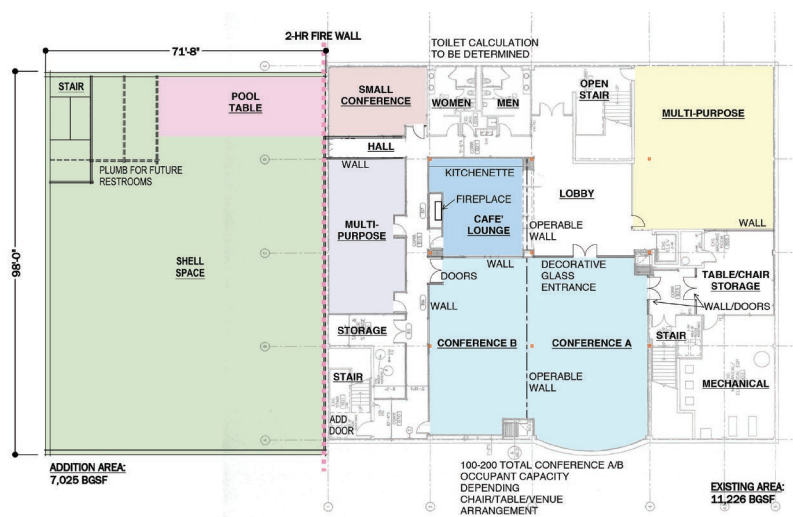 2-HR FIRE WALL
71'-8"
TOILET CALCULATION
TO BE DETERMINED
STAIR
POOL
TABLE
SMALL
CONFERENCE
WOMEN
MEN
OPEN
STAIR
MULTI-PURPOSE
HALL
PLUMB FOR FUTURE
RESTROOMS
WALL
KITCHENETTE
FIREPLACE
CAFE'
LOUNGE
LOBBY
OPERABLE
WALL
WALL
MULTI-
PURPOSE
98'-0"
SHELL
SPACE
DOORS
WALL
DECORATIVE
GLASS
ENTRANCE
TABLE/CHAIR
STORAGE
WALL/DOORS
WALL
STORAGE
CONFERENCE B
CONFERENCE A
STAIR
STAIR
OPERABLE
WALL
MECHANICAL
ADD
DOOR
ADDITION AREA:
7,025 BGSF
100-200 TOTAL CONFERENCE A/B
OCCUPANT CAPACITY
DEPENDING
CHAIR/TABLE/VENUE
ARRANGEMENT
EXISTING AREA:
11,226 BGSF